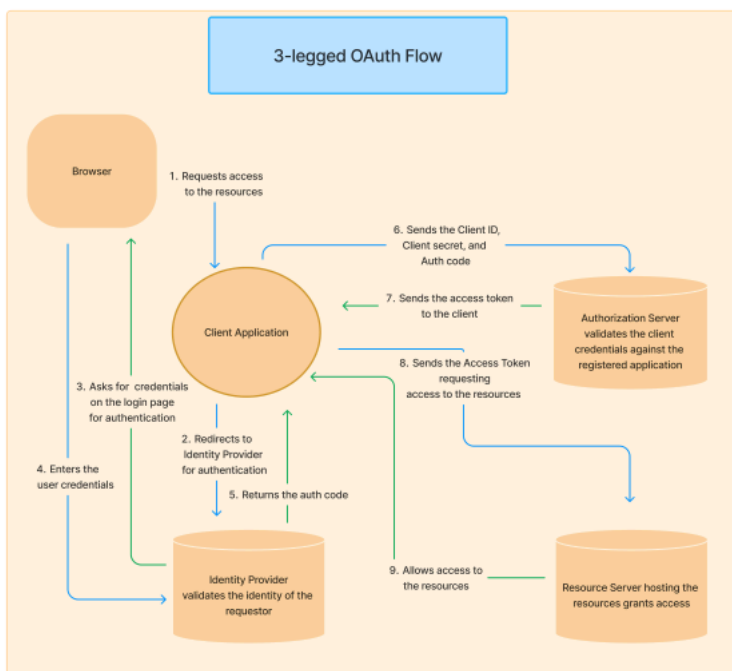 3-legged OAuth Flow
Browser
1. Requests access
to the resources
6. Sends the Client ID,
Client secret, and
Auth code
7. Sends the access token
to the client
Authorization Server
validates the client
credentials against the
registered application
Client Application
8. Sends the Access Token
requesting
access to the resources
3. Asks for credentials
on the login page
for authentication
2. Redirects to
Identity Provider
for authentication
4. Enters the
user credentials
5. Returns the auth code
9. Allows access to
the resources
Identity Provider
validates the identity of the
requestor
Resource Server hosting the
resources grants access